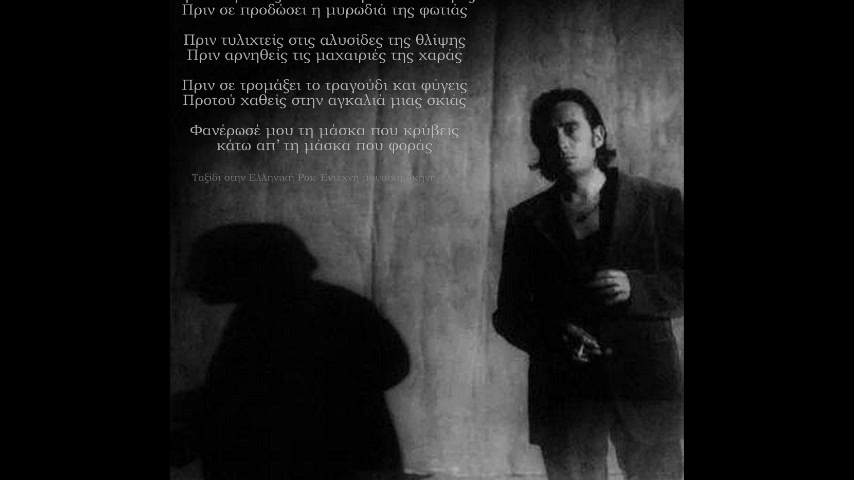 Πριν σε προδώσει η μυρωδιά της φωτιάς
Πριν τυλιχτείς στις αλυσίδες της θλίψης
Πριν αρνηθείς τις μαχαιριές της χαράς
Πριν σε τρομάξει το τραγούδι και φύγεις
Προτού χαθείς στην αγκαλιά μιας σκιάς
Φανέρωσέ μου τη μάσκα που κρύβεις
κάτω απ' τη μάσκα που φοράς
Ταξίδι στην Ελληνική Ροκ Έντεχνη